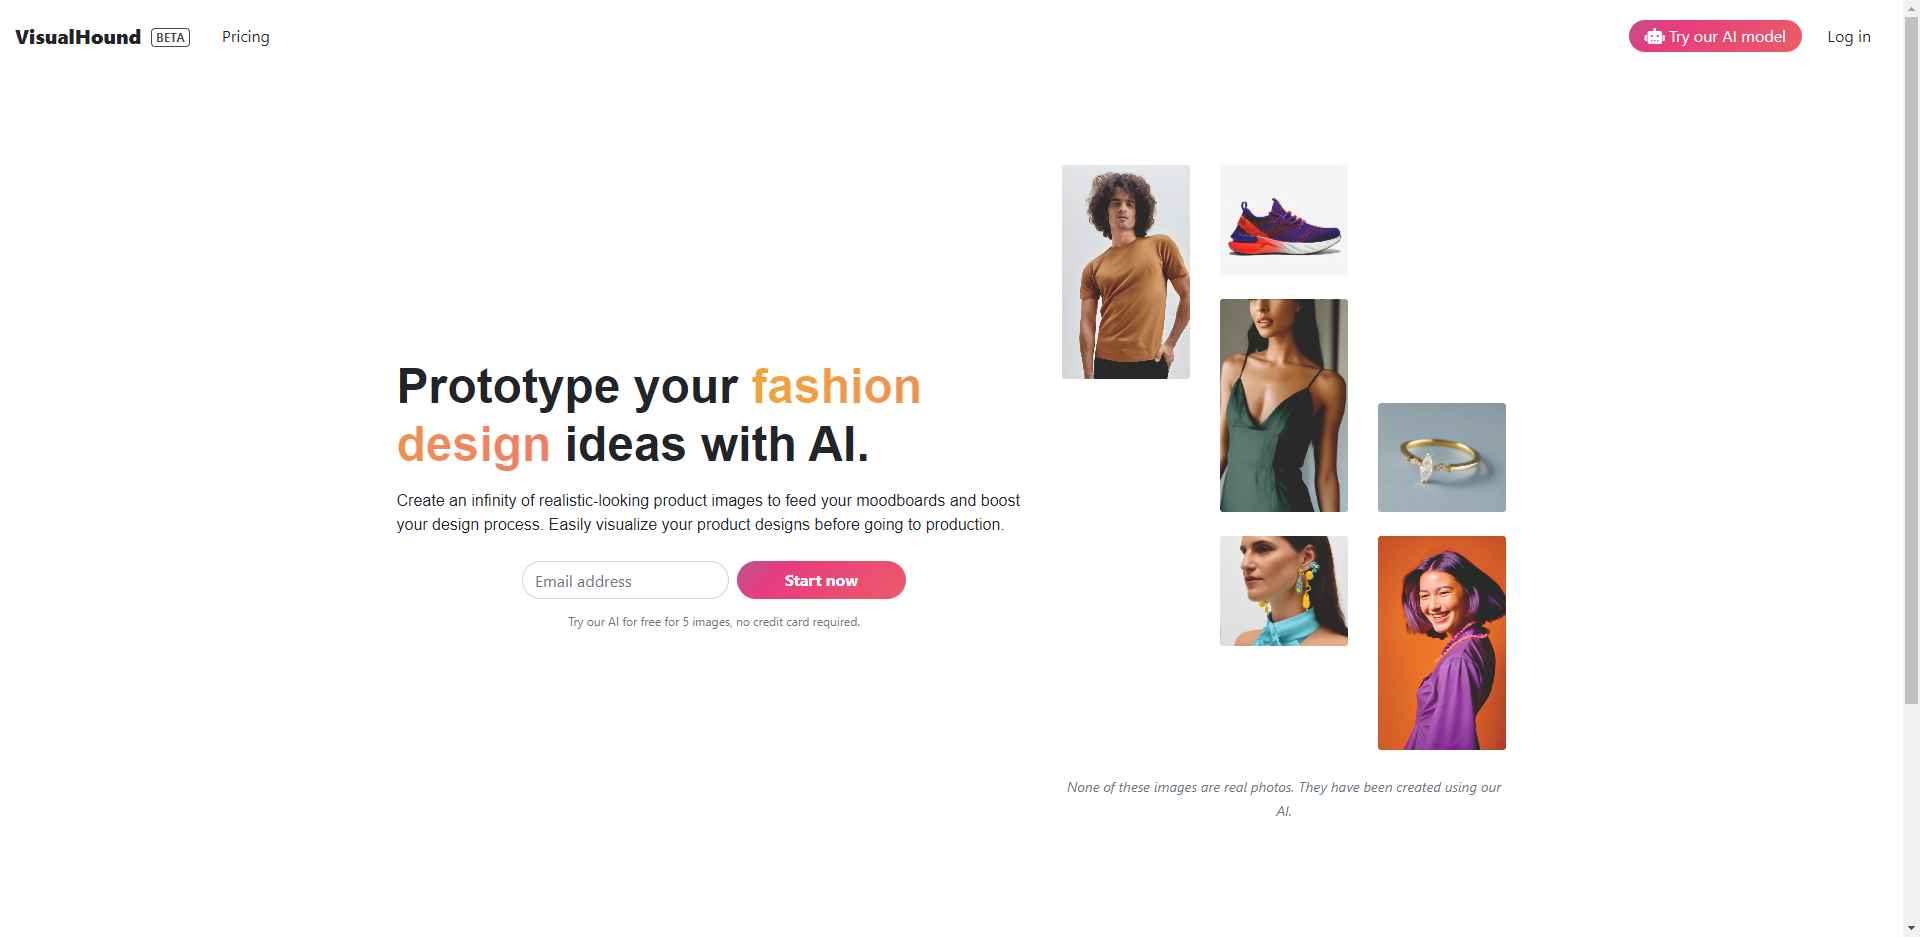 VisualHound BETA Pricing Try our AI model Log in
Prototype your fashion
design ideas with AI.
Create an infinity of realistic-looking product images to feed your moodboards and boost
your design process. Easily visualize your product designs before going to production.
Email address Start now
Try our AI for free for 5 images, no credit card required.
None of these images are real photos. They have been created using our
AI.